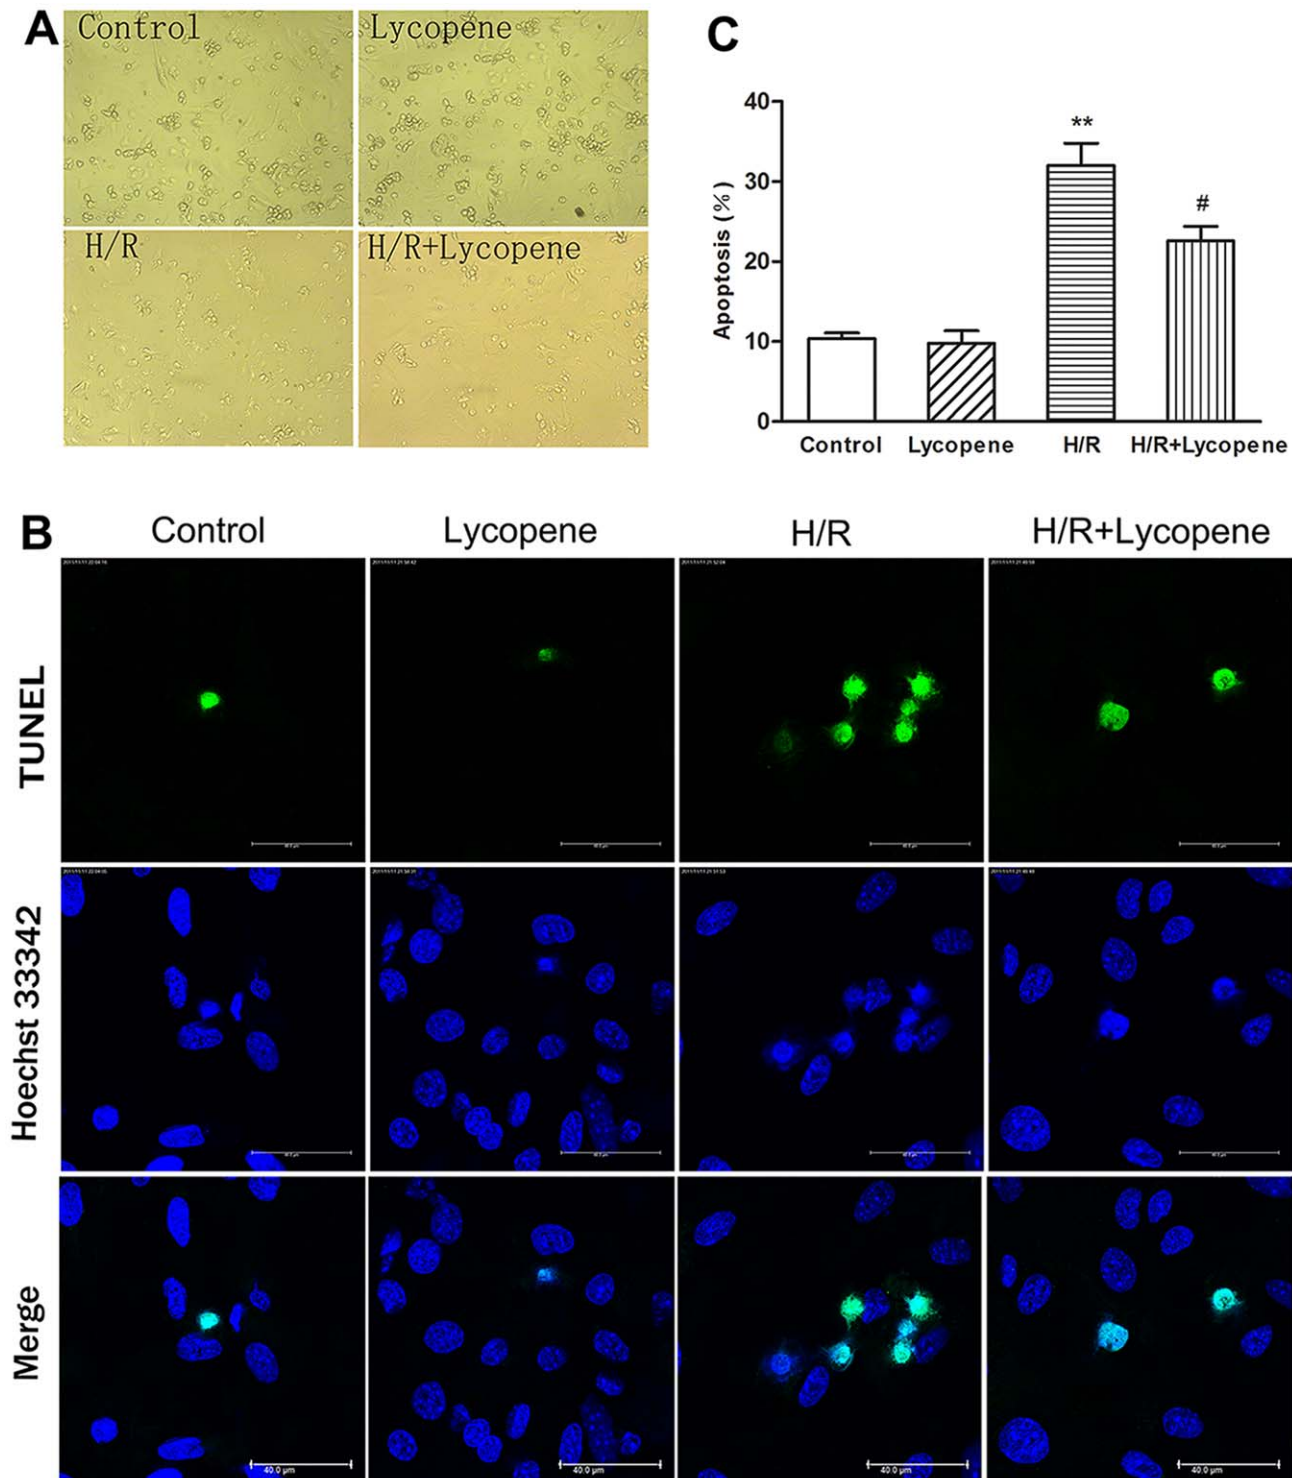 A
Control
Lycopene
H/R
H/R+Lycopene
C
40
30
20
10
0
Apoptosis (%)
**
#
Control
Lycopene
H/R
H/R+Lycopene
B
Control
Lycopene
H/R
H/R+Lycopene
TUNEL
Hoechst 33342
Merge
40.0 µm
40.0 µm
40.0 µm
40.0 µm